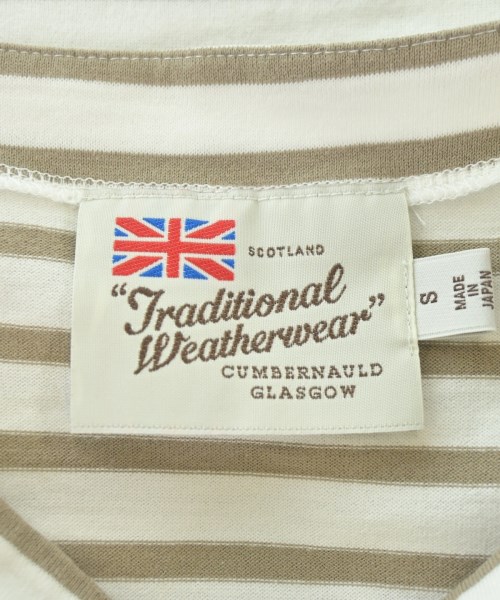 SCOTLAND
"Traditional
Weatherwear"
CUMBERNAULD
GLASGOW
S
MADE
IN
JAPAN